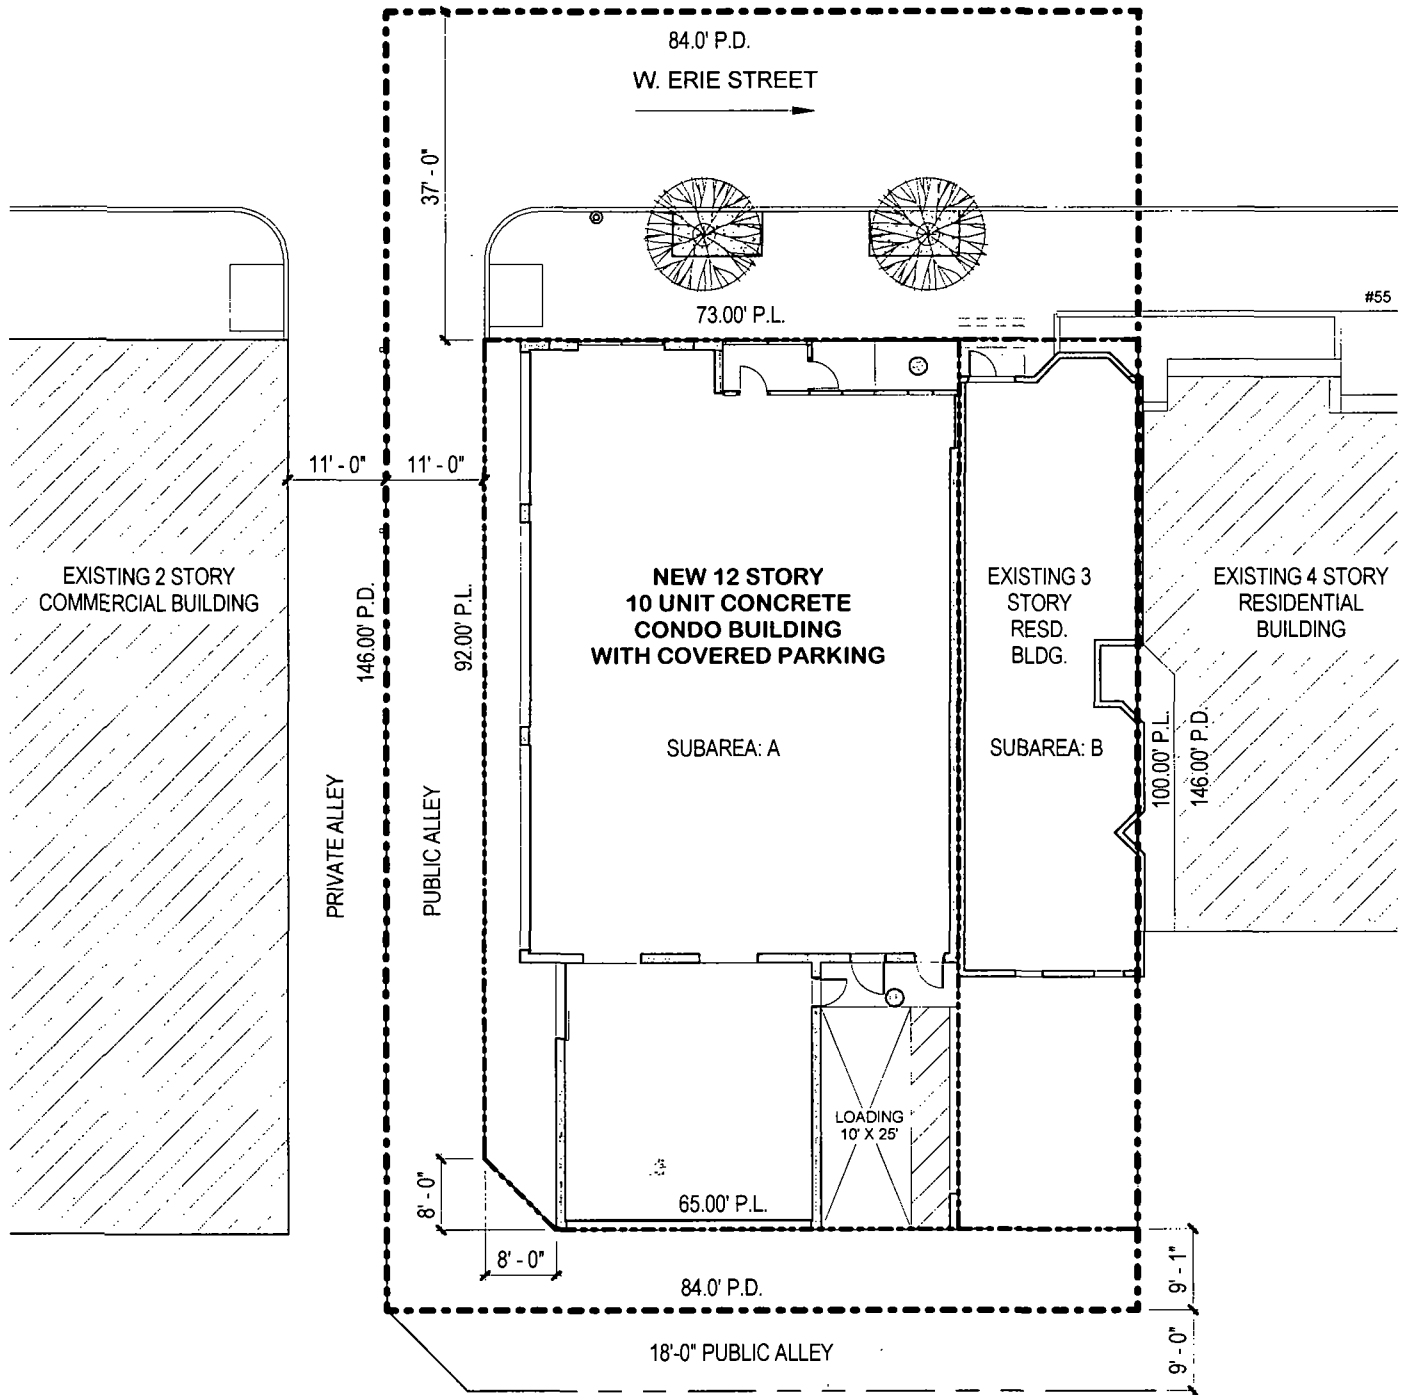 84.0' P.D.
W. ERIE STREET
37' - 0"
#55
73.00' P.L.
11' - 0"
11' - 0"
EXISTING 2 STORY
COMMERCIAL BUILDING
146.00' P.D.
92.00' P.L.
NEW 12 STORY
10 UNIT CONCRETE
CONDO BUILDING
WITH COVERED PARKING
SUBAREA: A
EXISTING 3
STORY
RESD.
BLDG.
SUBAREA: B
EXISTING 4 STORY
RESIDENTIAL
BUILDING
100.00' P.L.
146.00' P.D.
PRIVATE ALLEY
PUBLIC ALLEY
LOADING
10' X 25'
8' - 0"
65.00' P.L.
8' - 0"
84.0' P.D.
9' - 1"
18'-0" PUBLIC ALLEY
9' - 0"